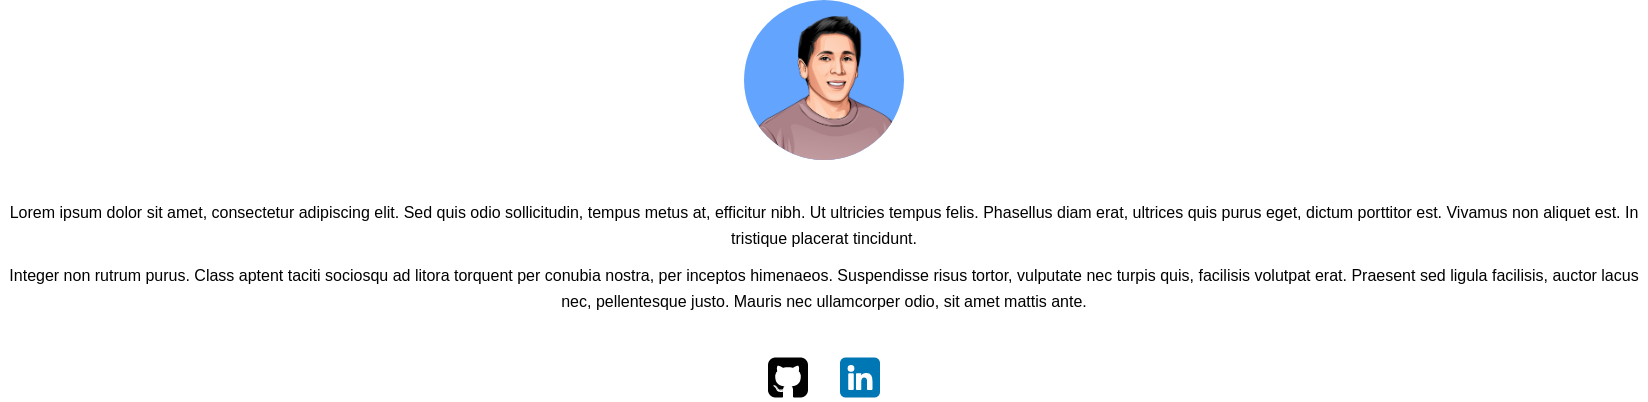 Lorem ipsum dolor sit amet, consectetur adipiscing elit. Sed quis odio sollicitudin, tempus metus at, efficitur nibh. Ut ultricies tempus felis. Phasellus diam erat, ultrices quis purus eget, dictum porttitor est. Vivamus non aliquet est. In
tristique placerat tincidunt.
Integer non rutrum purus. Class aptent taciti sociosqu ad litora torquent per conubia nostra, per inceptos himenaeos. Suspendisse risus tortor, vulputate nec turpis quis, facilisis volutpat erat. Praesent sed ligula facilisis, auctor lacus
nec, pellentesque justo. Mauris nec ullamcorper odio, sit amet mattis ante.
in